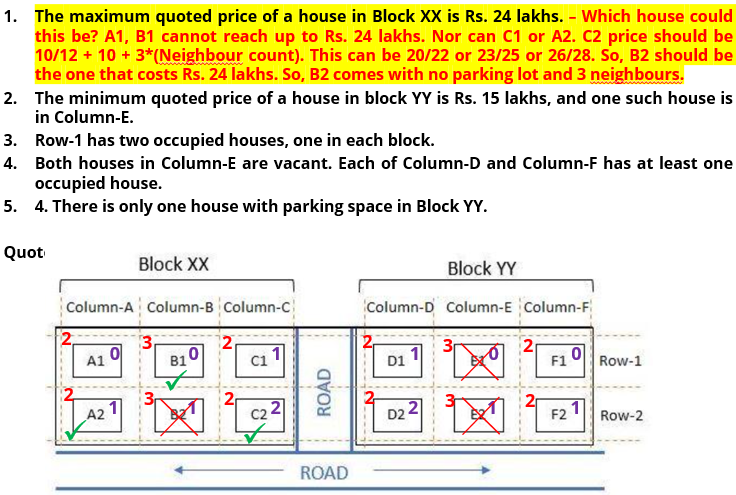 1. The maximum quoted price of a house in Block XX is Rs. 24 lakhs. – Which house could
this be? A1, B1 cannot reach up to Rs. 24 lakhs. Nor can C1 or A2. C2 price should be
10/12 + 10 + 3*(Neighbour count). This can be 20/22 or 23/25 or 26/28. So, B2 should be
the one that costs Rs. 24 lakhs. So, B2 comes with no parking lot and 3 neighbours.
2. The minimum quoted price of a house in block YY is Rs. 15 lakhs, and one such house is
in Column-E.
3. Row-1 has two occupied houses, one in each block.
4. Both houses in Column-E are vacant. Each of Column-D and Column-F has at least one
occupied house.
5. 4. There is only one house with parking space in Block YY.
Quot
Block XX Block YY
Column-A Column-B Column-C Column-D Column-E Column-F
2 3 2 2 3 2
A1 0 B1 0 C1 1 D1 1 E1 0 F1 0 Row-1
2 3 2 2 3 2
A2 1 B2 1 C2 2 D2 2 E2 1 F2 1 Row-2
ROAD
ROAD